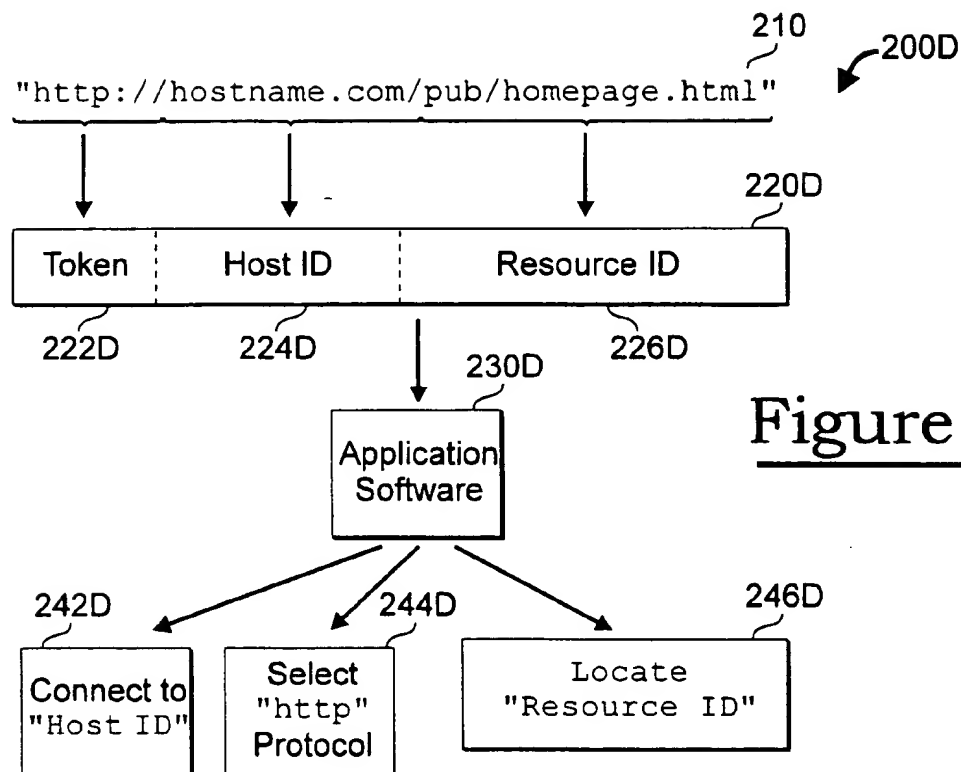 210
200D
"http://hostname.com/pub/homepage.html"
220D
Token Host ID Resource ID
222D 224D 226D
230D
Application
Software
Figure
242D 244D 246D
Connect to
"Host ID"
Select
"http"
Protocol
Locate
"Resource ID"